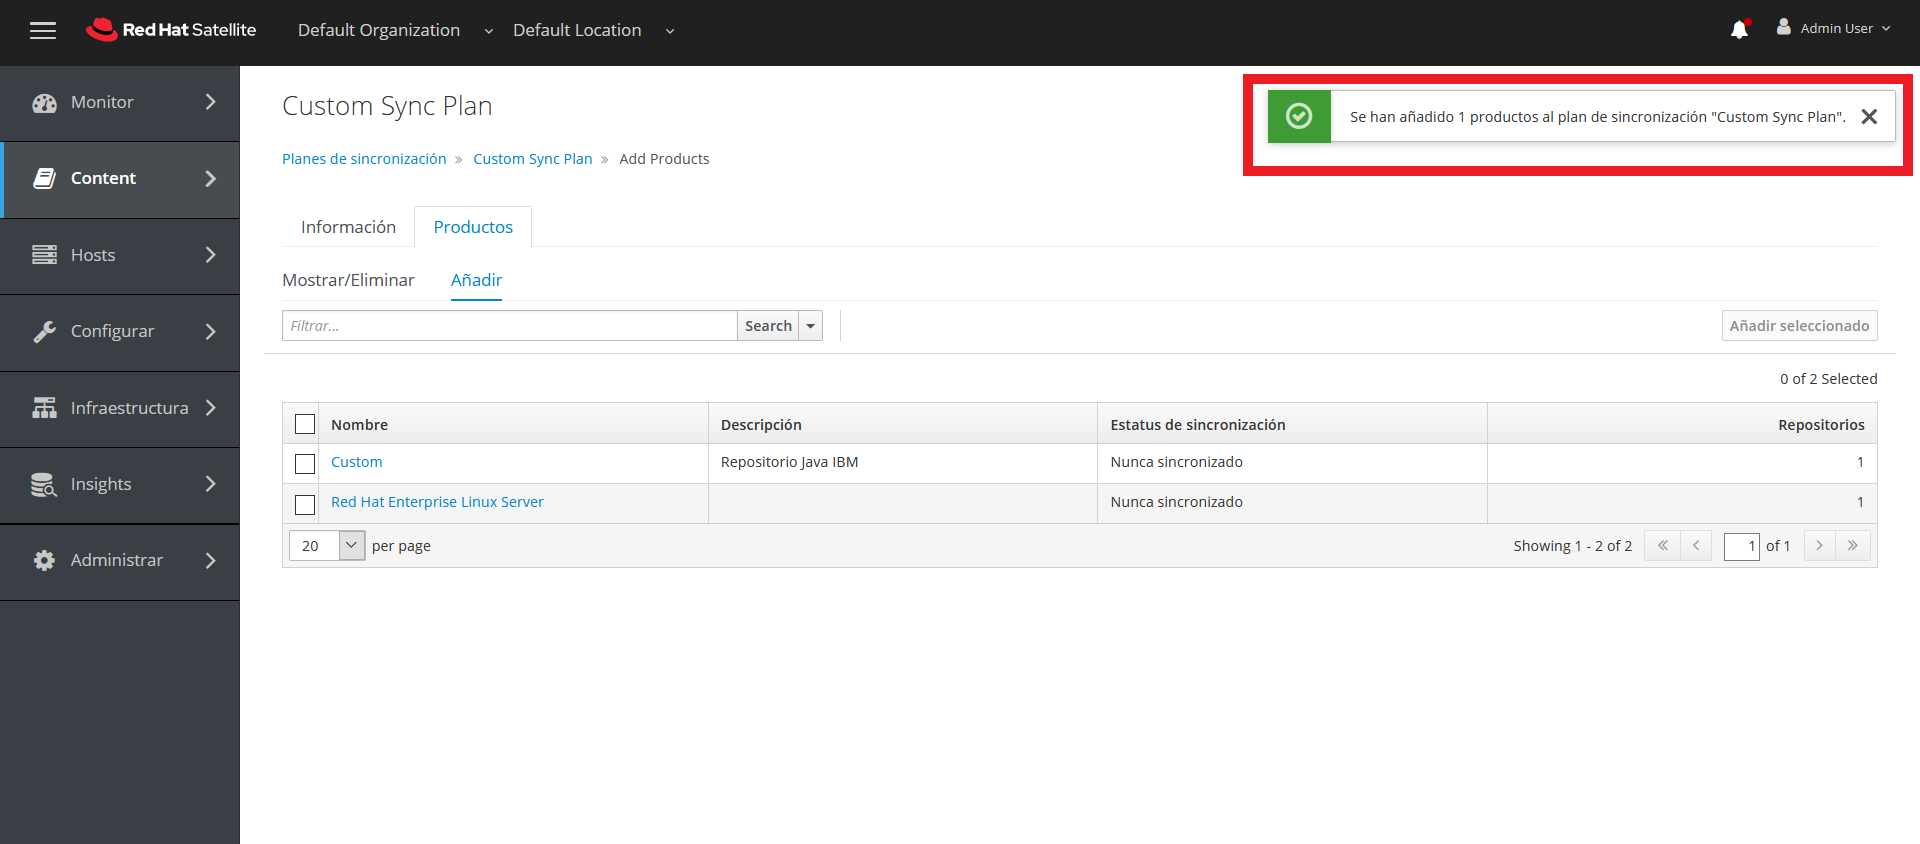 Red Hat Satellite Default Organization Default Location Admin User
Monitor
Content
Hosts
Configurar
Infraestructura
Insights
Administrar
Custom Sync Plan
Se han añadido 1 productos al plan de sincronización "Custom Sync Plan".
Planes de sincronización » Custom Sync Plan » Add Products
Información Productos
Mostrar/Eliminar Añadir
Filtrar... Search Añadir seleccionado
0 of 2 Selected
Nombre Descripción Estatus de sincronización Repositorios
Custom Repositorio Java IBM Nunca sincronizado 1
Red Hat Enterprise Linux Server Nunca sincronizado 1
20 per page Showing 1 - 2 of 2 « ‹ 1 of 1 › »